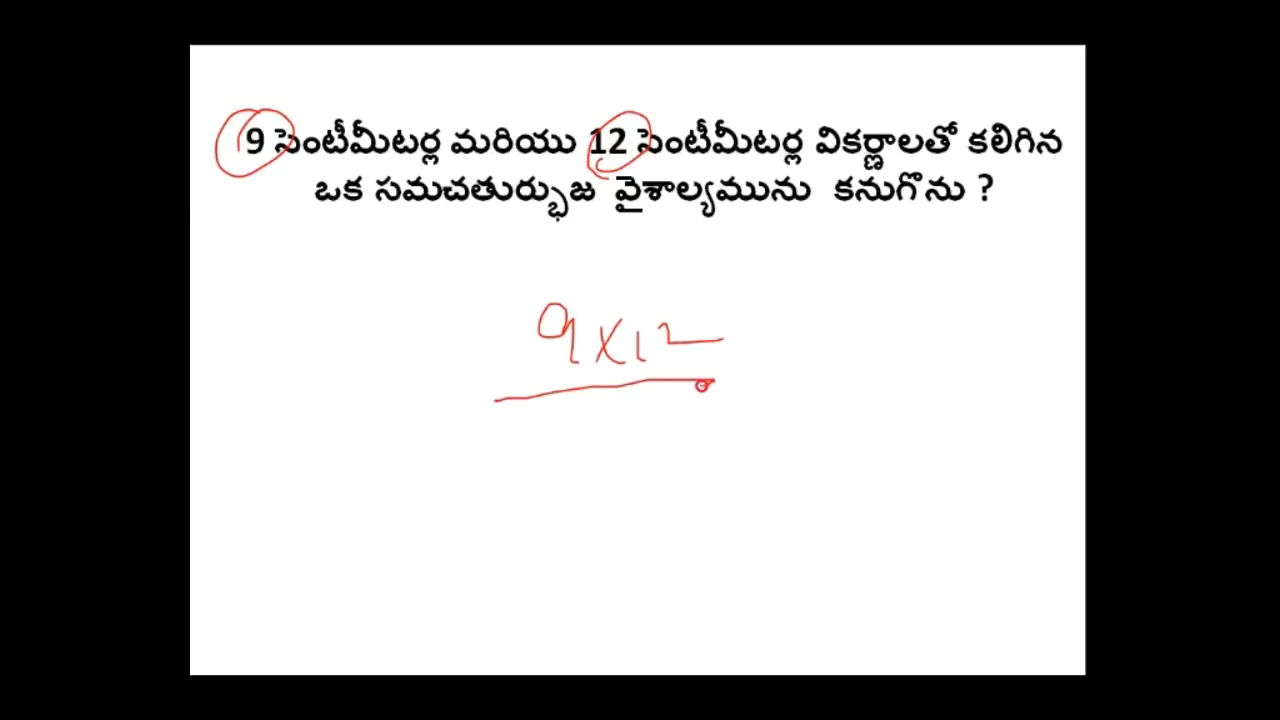 9 సెంటీమీటర్ల మరియు 12 సెంటీమీటర్ల వికర్ణాలతో కలిగిన
ఒక సమచతుర్భుజ వైశాల్యమును కనుగొను ?
9 x 12